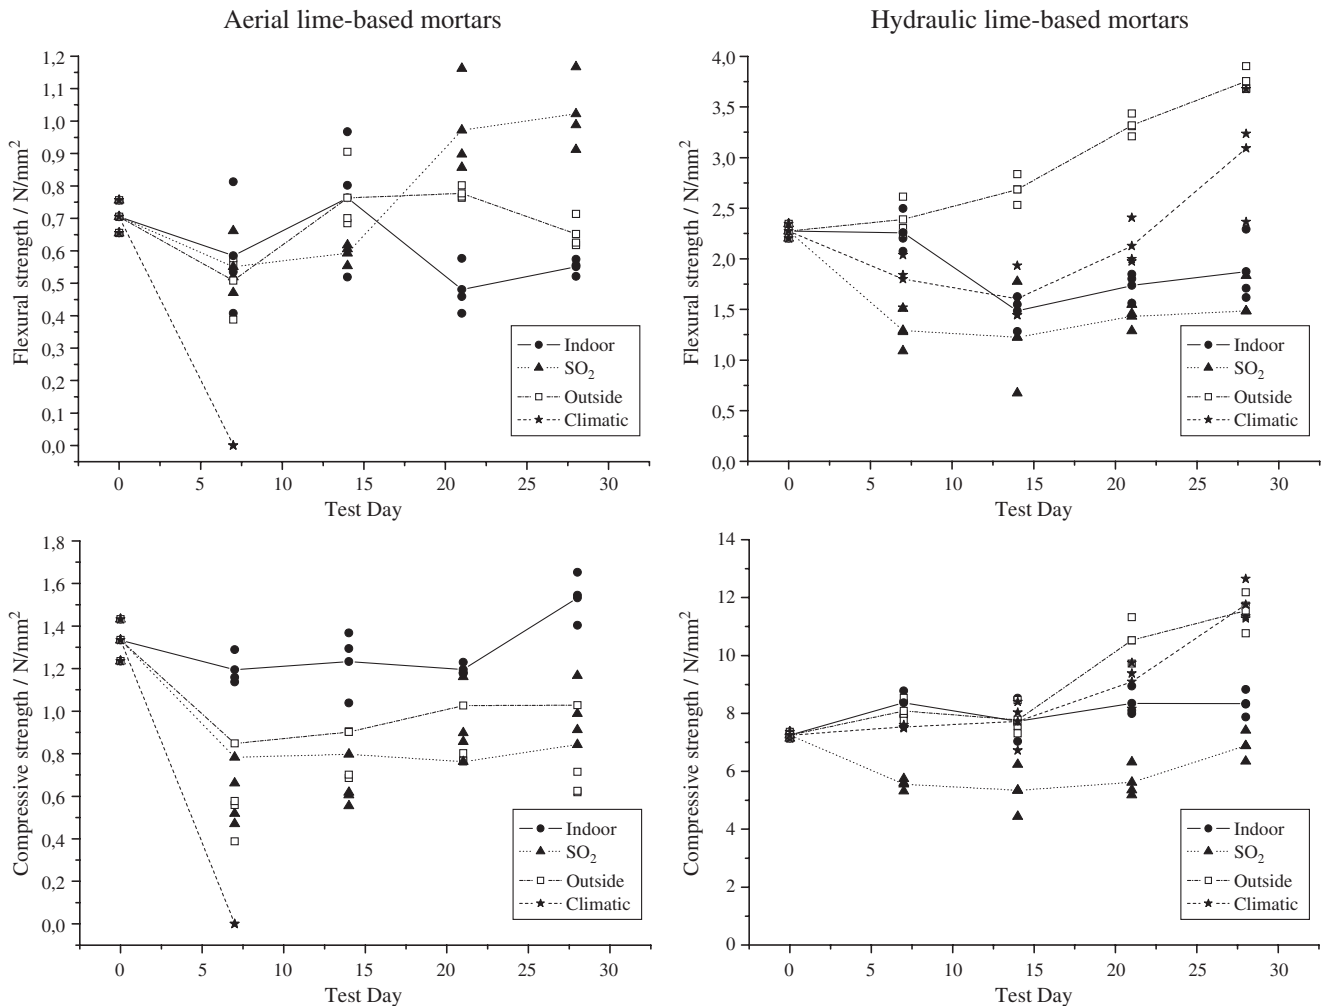 Aerial lime-based mortars
Hydraulic lime-based mortars
Flexural strength / N/mm²
1,2
1,1
1,0
0,9
0,8
0,7
0,6
0,5
0,4
0,3
0,2
0,1
0,0
Indoor
SO₂
Outside
Climatic
0 5 10 15 20 25 30
Test Day
Flexural strength / N/mm²
4,0
3,5
3,0
2,5
2,0
1,5
1,0
0,5
0,0
Indoor
SO₂
Outside
Climatic
0 5 10 15 20 25 30
Test Day
Compressive strength / N/mm²
1,8
1,6
1,4
1,2
1,0
0,8
0,6
0,4
0,2
0,0
Indoor
SO₂
Outside
Climatic
0 5 10 15 20 25 30
Test Day
Compressive strength / N/mm²
14
12
10
8
6
4
2
0
Indoor
SO₂
Outside
Climatic
0 5 10 15 20 25 30
Test Day